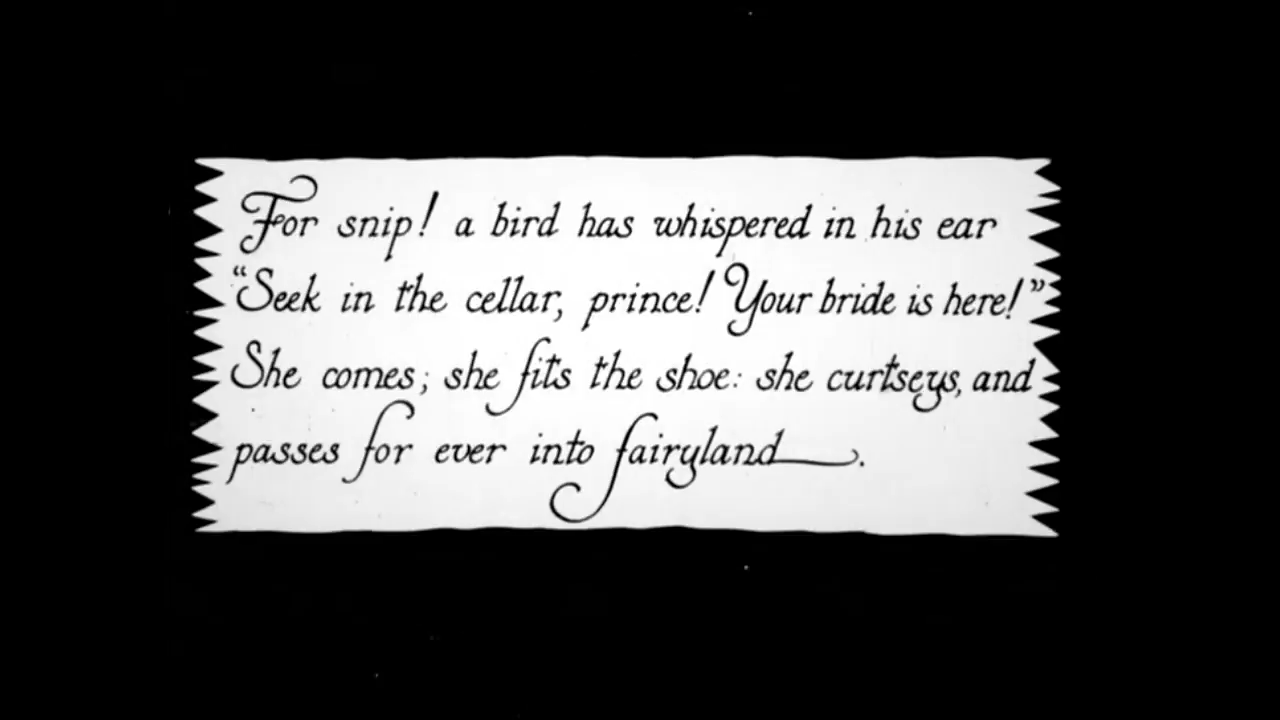 For snip! a bird has whispered in his ear
“Seek in the cellar, prince! Your bride is here!”
She comes; she fits the shoe: she curtseys, and
passes for ever into fairyland.